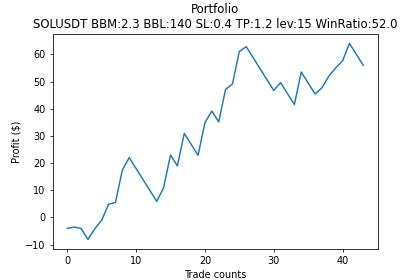 Portfolio
SOLUSDT BBM:2.3 BBL:140 SL:0.4 TP:1.2 lev:15 WinRatio:52.0
60
50
40
30
20
10
0
−10
Profit ($)
0 10 20 30 40
Trade counts